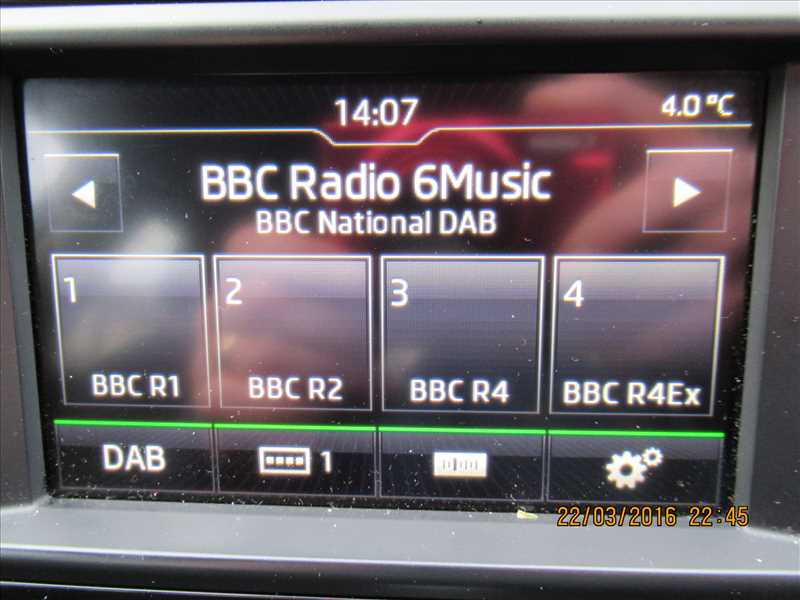 14:07
4.0 °C
BBC Radio 6Music
BBC National DAB
1
2
3
4
BBC R1
BBC R2
BBC R4
BBC R4Ex
DAB
1
22/03/2016 22:45